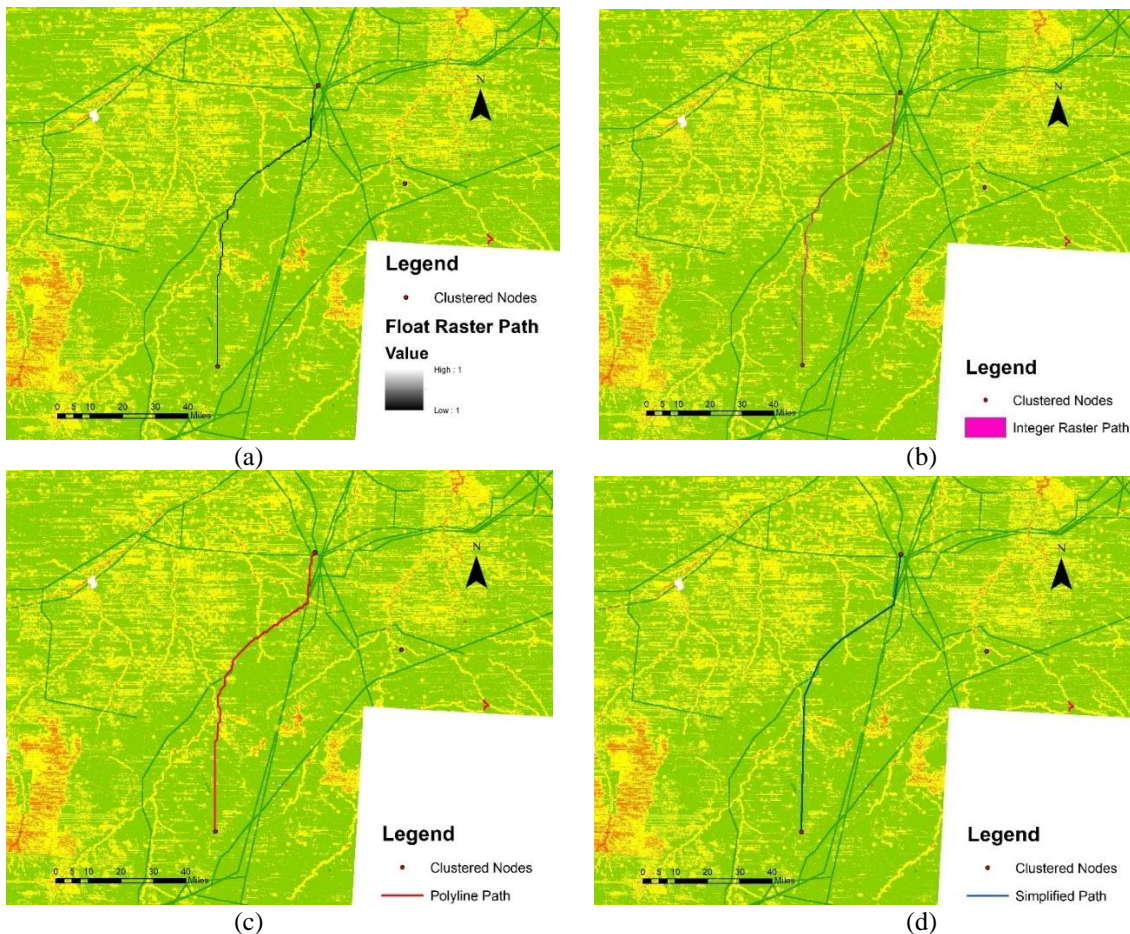 N
Legend
Clustered Nodes
Float Raster Path
Value
High : 1
Low : 1
0 5 10 20 30 40
Miles
(a)
N
Legend
Clustered Nodes
Integer Raster Path
0 5 10 20 30 40
Miles
(b)
N
Legend
Clustered Nodes
Polyline Path
0 5 10 20 30 40
Miles
(c)
N
Legend
Clustered Nodes
Simplified Path
0 5 10 20 30 40
Miles
(d)